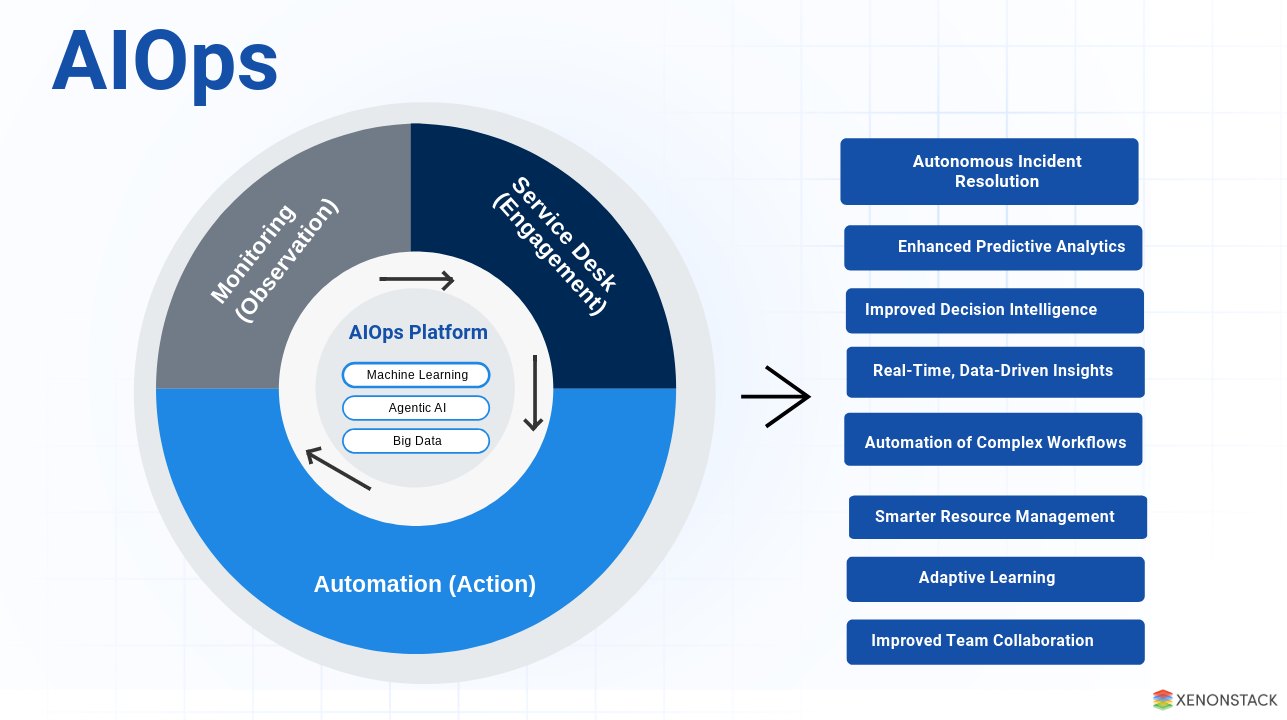 AIOps
Monitoring
(Observation)
Service Desk
(Engagement)
AIOps Platform
Machine Learning
Agentic AI
Big Data
Automation (Action)
Autonomous Incident
Resolution
Enhanced Predictive Analytics
Improved Decision Intelligence
Real-Time, Data-Driven Insights
Automation of Complex Workflows
Smarter Resource Management
Adaptive Learning
Improved Team Collaboration
XENONSTACK